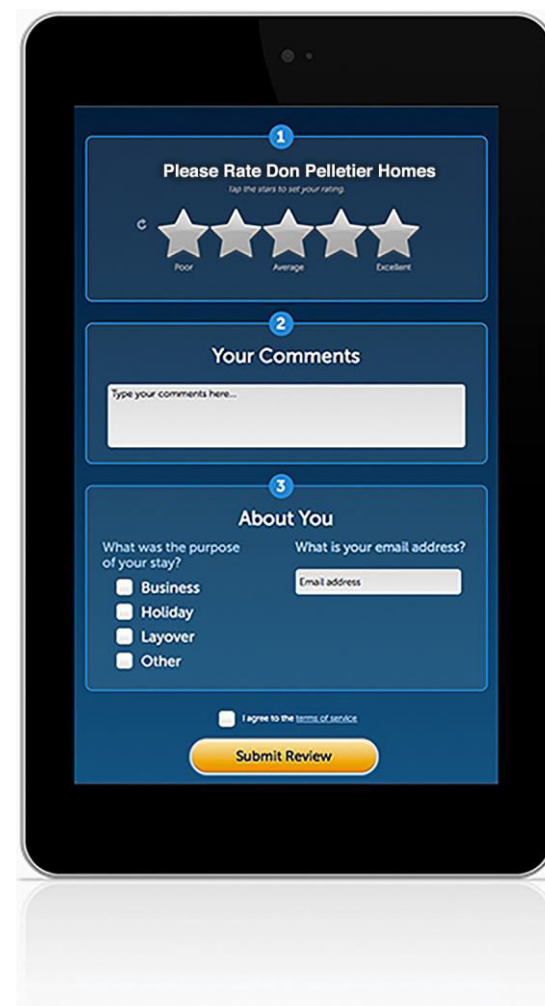 1
Please Rate Don Pelletier Homes
Tap the stars to set your rating.
Poor Average Excellent
2
Your Comments
Type your comments here...
3
About You
What was the purpose
of your stay?
Business
Holiday
Layover
Other
What is your email address?
Email address
I agree to the terms of service
Submit Review